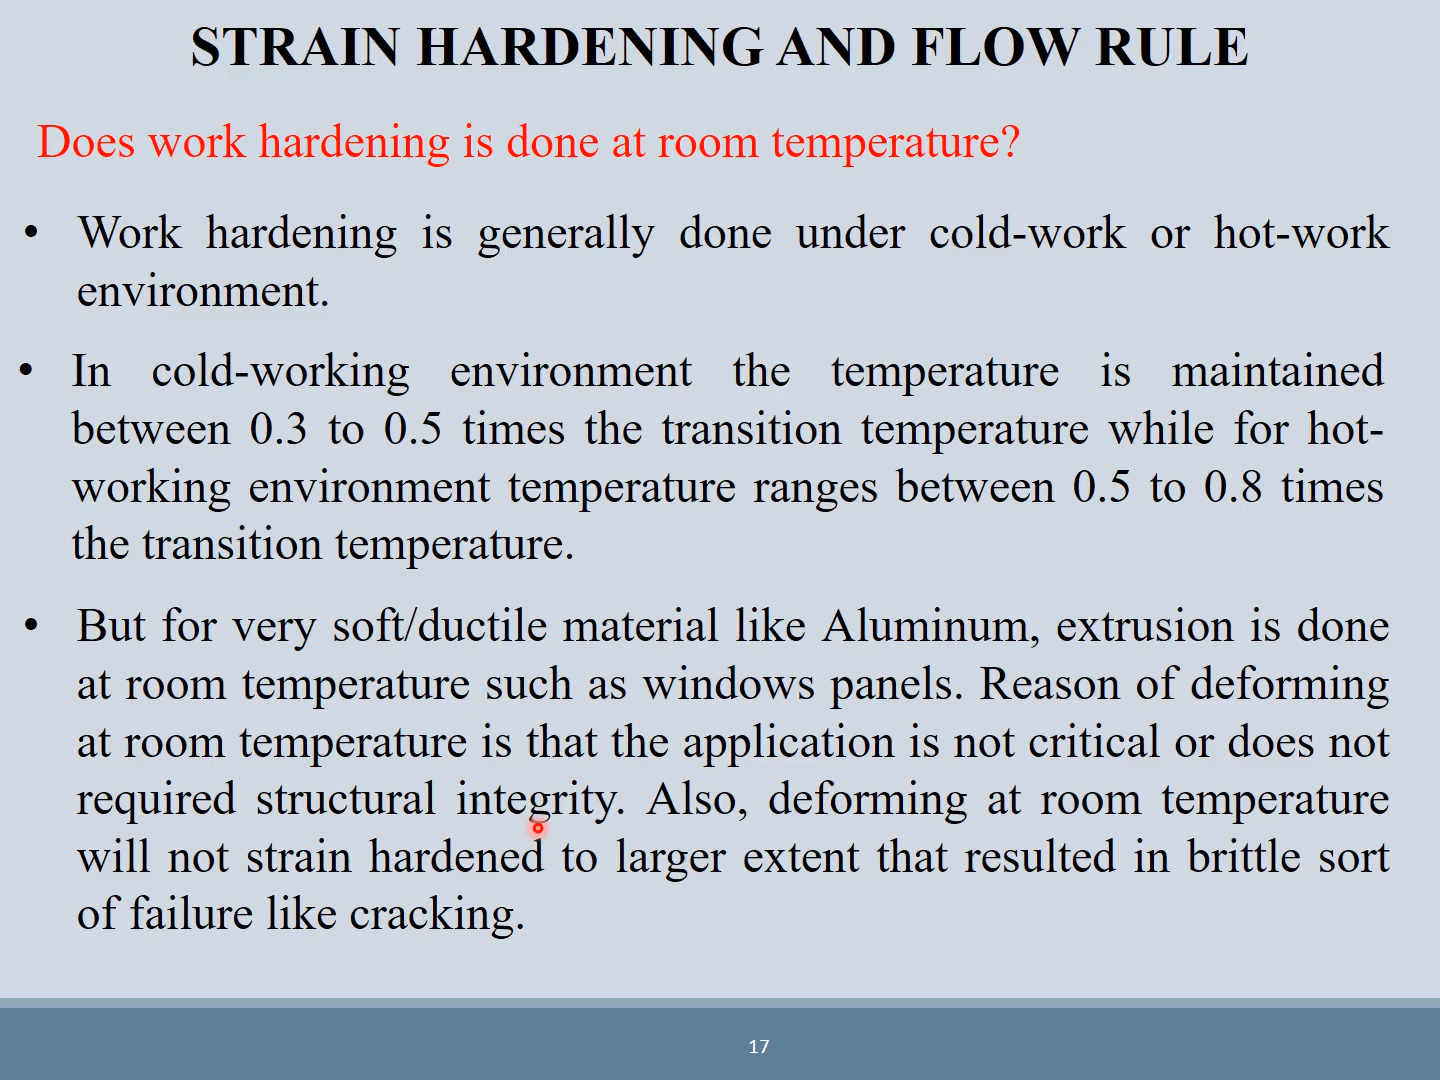 STRAIN HARDENING AND FLOW RULE
Does work hardening is done at room temperature?
• Work hardening is generally done under cold-work or hot-work
environment.
• In cold-working environment the temperature is maintained
between 0.3 to 0.5 times the transition temperature while for hot-
working environment temperature ranges between 0.5 to 0.8 times
the transition temperature.
• But for very soft/ductile material like Aluminum, extrusion is done
at room temperature such as windows panels. Reason of deforming
at room temperature is that the application is not critical or does not
required structural integrity. Also, deforming at room temperature
will not strain hardened to larger extent that resulted in brittle sort
of failure like cracking.
17